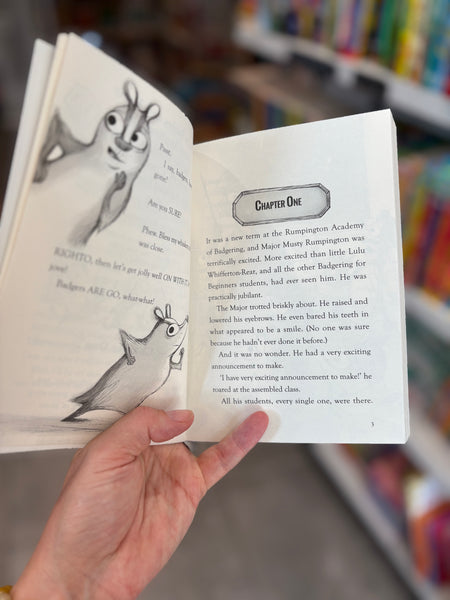 Pssst.
I say, badgers, has
gone?
Are you SURE?
Phew. Bless my whiskers
was close.
RIGHTO, then let's get jolly well ON WITH IT
jove!
Badgers ARE GO, what-what!
CHAPTER ONE
It was a new term at the Rumpington Academy
of Badgering, and Major Musty Rumpington was
terrifically excited. More excited than little Lulu
Whifferton-Rear, and all the other Badgering for
Beginners students, had ever seen him. He was
practically jubilant.
The Major trotted briskly about. He raised and
lowered his eyebrows. He even bared his teeth in
what appeared to be a smile. (No one was sure
because he hadn't ever done it before.)
And it was no wonder. He had a very exciting
announcement to make.
'I have very exciting announcement to make!' he
roared at the assembled class.
All his students, every single one, were there.
3